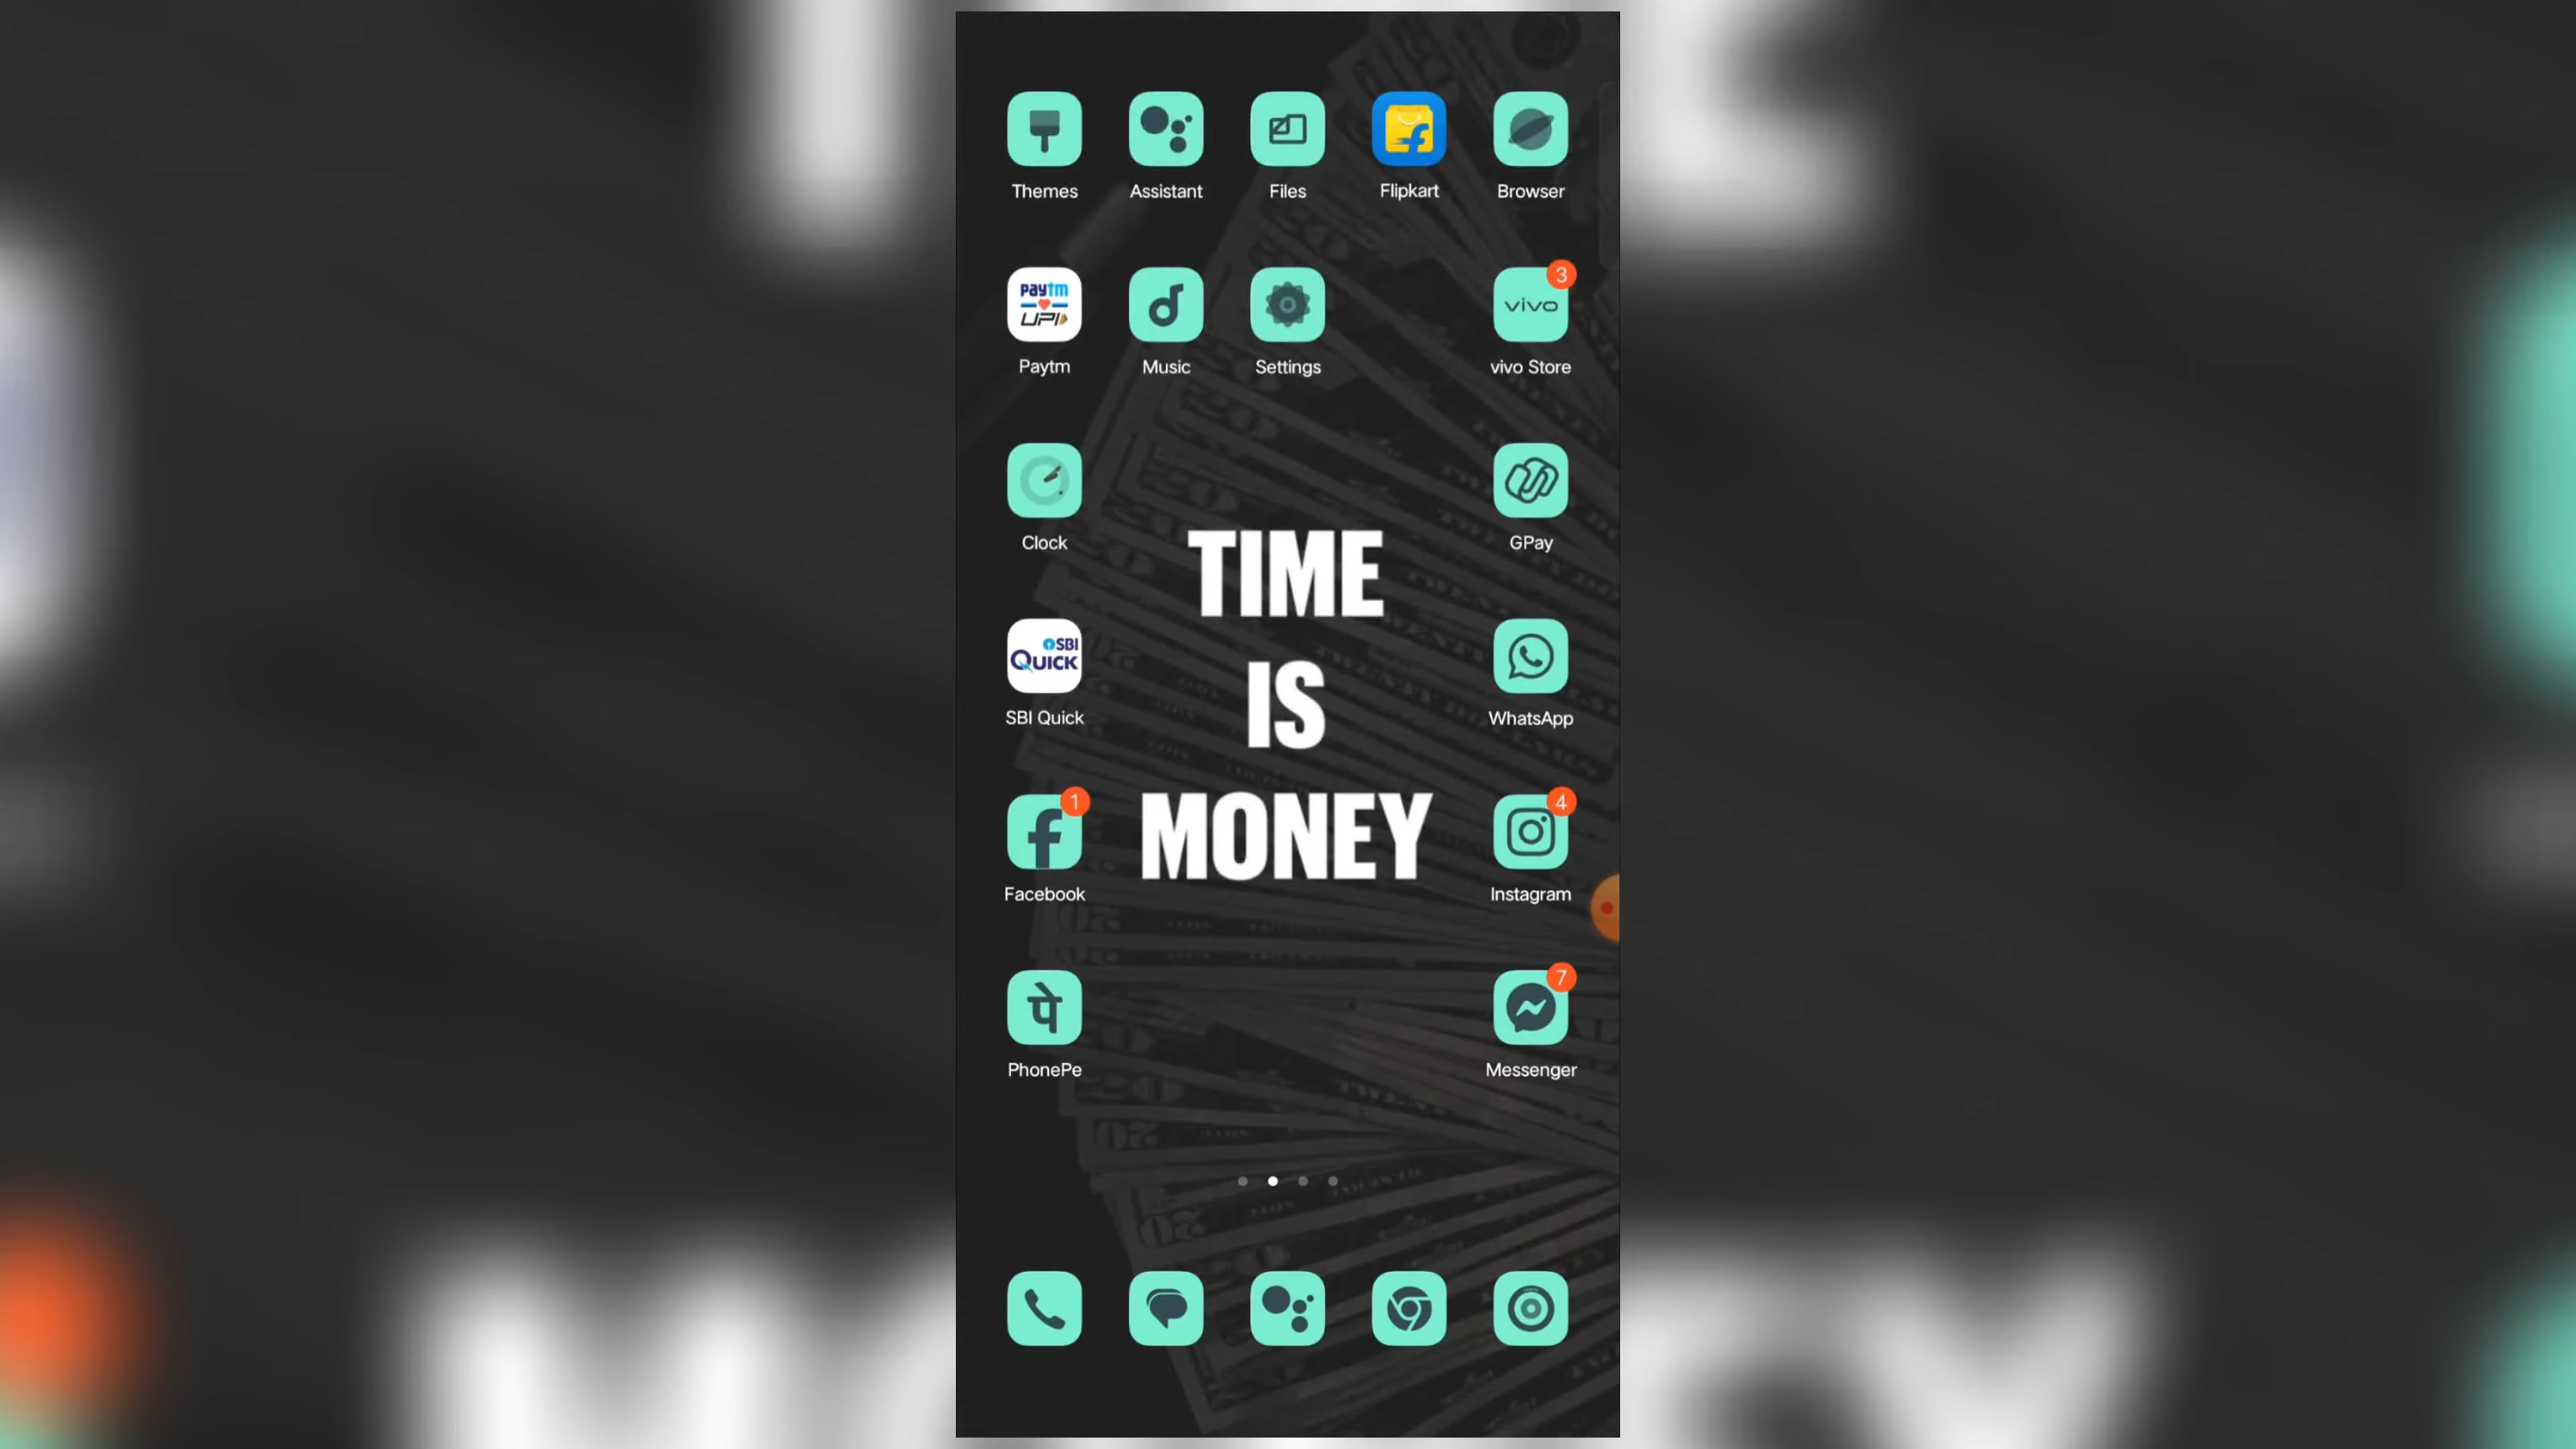 Themes
Assistant
Files
Flipkart
Browser
paytm
UPI
vivo
3
Paytm
Music
Settings
vivo Store
Clock
GPay
TIME
IS
MONEY
SBI
QUICK
SBI Quick
WhatsApp
1
4
Facebook
Instagram
पे
7
PhonePe
Messenger